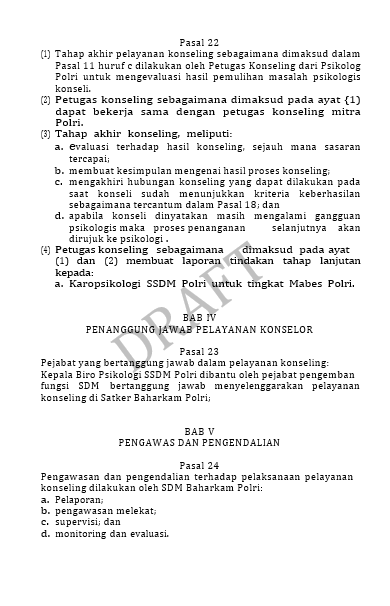 Pasal 22
(1) Tahap akhir pelayanan konseling sebagaimana dimaksud dalam
Pasal 11 huruf c dilakukan oleh Petugas Konseling dari Psikolog
Polri untuk mengevaluasi hasil pemulihan masalah psikologis
konseli.
(2) Petugas konseling sebagaimana dimaksud pada ayat {1)
dapat bekerja sama dengan petugas konseling mitra
Polri.
(3) Tahap akhir konseling, meliputi:
a. evaluasi terhadap hasil konseling, sejauh mana sasaran
tercapai;
b. membuat kesimpulan mengenai hasil proses konseling;
c. mengakhiri hubungan konseling yang dapat dilakukan pada
saat konseli sudah menunjukkan kriteria keberhasilan
sebagaimana tercantum dalam Pasal 18; dan
d. apabila konseli dinyatakan masih mengalami gangguan
psikologis maka proses penanganan selanjutnya akan
dirujuk ke psikologi .
(4) Petugas konseling sebagaimana dimaksud pada ayat
(1) dan (2) membuat laporan tindakan tahap lanjutan
kepada:
a. Karopsikologi SSDM Polri untuk tingkat Mabes Polri.
DRAFT
BAB IV
PENANGGUNG JAWAB PELAYANAN KONSELOR
Pasal 23
Pejabat yang bertanggung jawab dalam pelayanan konseling:
Kepala Biro Psikologi SSDM Polri dibantu oleh pejabat pengemban
fungsi SDM bertanggung jawab menyelenggarakan pelayanan
konseling di Satker Baharkam Polri;
BAB V
PENGAWAS DAN PENGENDALIAN
Pasal 24
Pengawasan dan pengendalian terhadap pelaksanaan pelayanan
konseling dilakukan oleh SDM Baharkam Polri:
a. Pelaporan;
b. pengawasan melekat;
c. supervisi; dan
d. monitoring dan evaluasi.